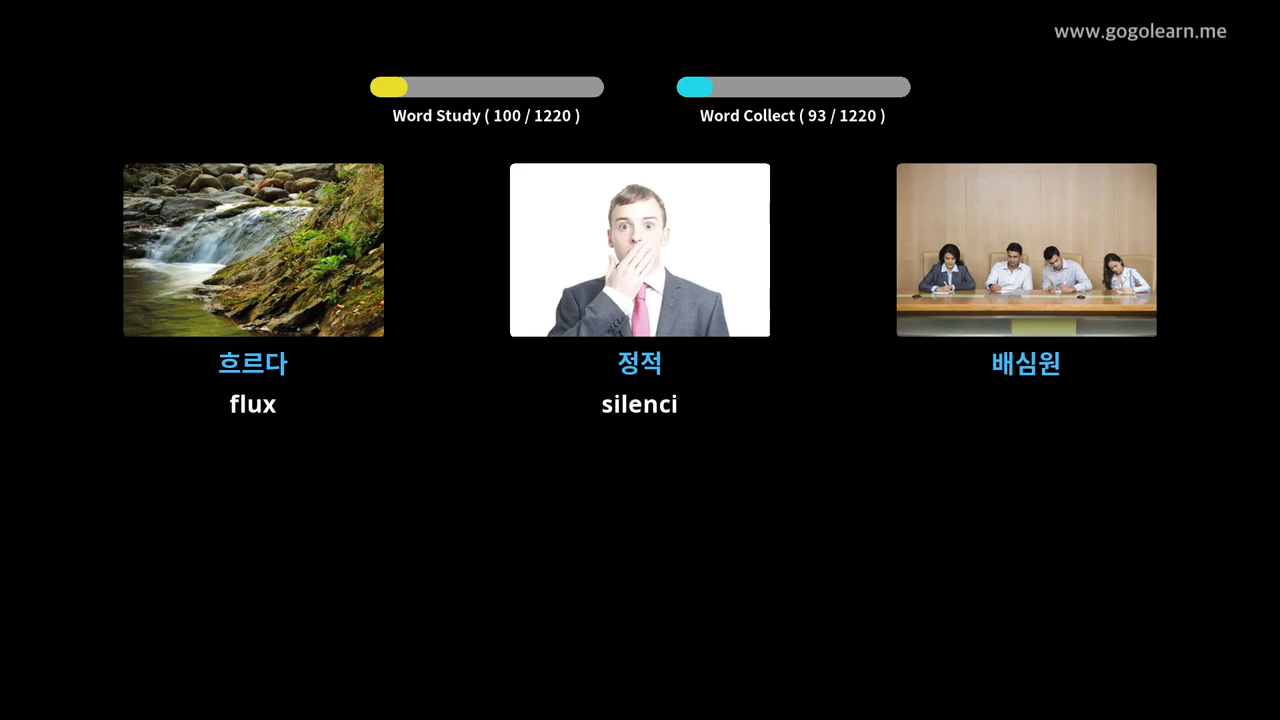 www.gogolearn.me
Word Study ( 100 / 1220 )
Word Collect ( 93 / 1220 )
흐르다
정적
배심원
flux
silenci